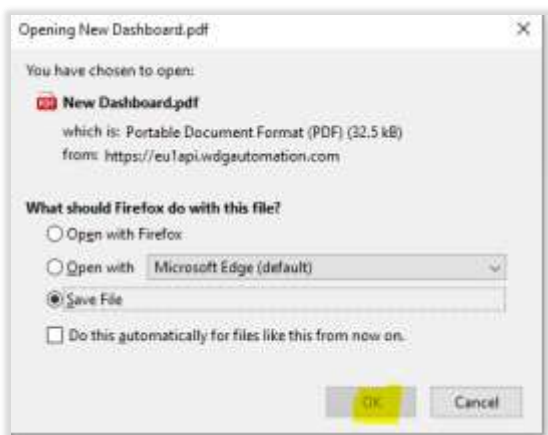 Opening New Dashboard.pdf
You have chosen to open:
New Dashboard.pdf
which is: Portable Document Format (PDF) (32.5 kB)
from: https://eu1api.wdgautomation.com
What should Firefox do with this file?
Open with Firefox
Open with Microsoft Edge (default)
Save File
Do this automatically for files like this from now on.
OK Cancel